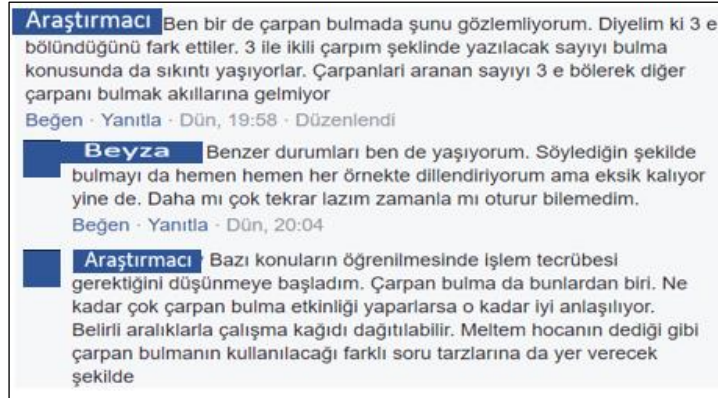 Araştırmacı Ben bir de çarpan bulmada şunu gözlemliyorum. Diyelim ki 3 e
bölündüğünü fark ettiler. 3 ile ikili çarpım şeklinde yazılacak sayıyı bulma
konusunda da sıkıntı yaşıyorlar. Çarpanlari aranan sayıyı 3 e bölerek diğer
çarpanı bulmak akıllarına gelmiyor
Beğen · Yanıtla · Dün, 19:58 · Düzenlendi
Beyza Benzer durumları ben de yaşıyorum. Söylediğin şekilde
bulmayı da hemen hemen her örnekte dillendiriyorum ama eksik kalıyor
yine de. Daha mı çok tekrar lazım zamanla mı oturur bilemedim.
Beğen · Yanıtla · Dün, 20:04
Araştırmacı Bazı konuların öğrenilmesinde işlem tecrübesi
gerektiğini düşünmeye başladım. Çarpan bulma da bunlardan biri. Ne
kadar çok çarpan bulma etkinliği yaparlarsa o kadar iyi anlaşılıyor.
Belirli aralıklarla çalışma kağıdı dağıtılabilir. Meltem hocanın dediği gibi
çarpan bulmanın kullanılacağı farklı soru tarzlarına da yer verecek
şekilde